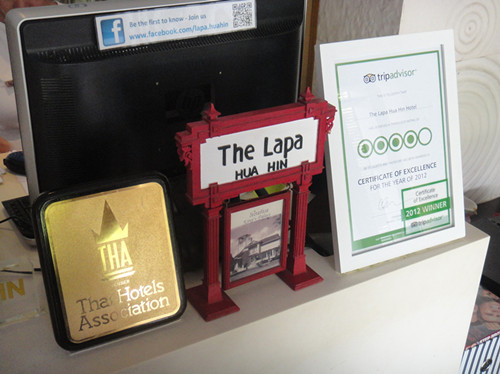 Be the first to know - Join us
www.facebook.com/lapa.huahin
f
The Lapa
HUA HIN
THA
Thai Hotels
Association
tripadvisor
The Lapa Hua Hin Hotel
CERTIFICATE OF EXCELLENCE
FOR THE YEAR OF 2012
Certificate
of Excellence
2012 WINNER
tripadvisor